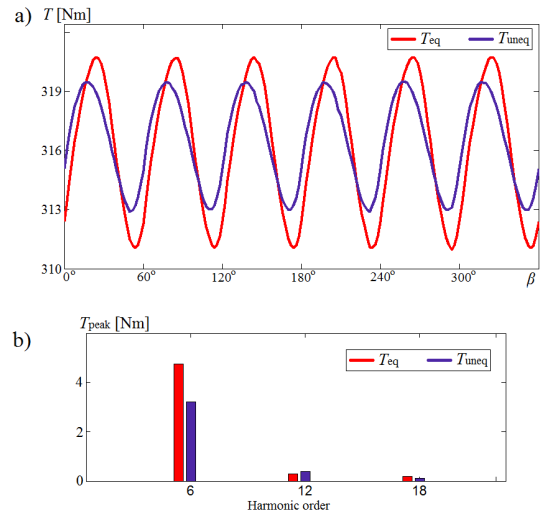 a)
T [Nm]
Teq Tuneq
319
316
313
310
0° 60° 120° 180° 240° 300° β
b)
Tpeak [Nm]
Teq Tuneq
4
2
0
6 12 18
Harmonic order